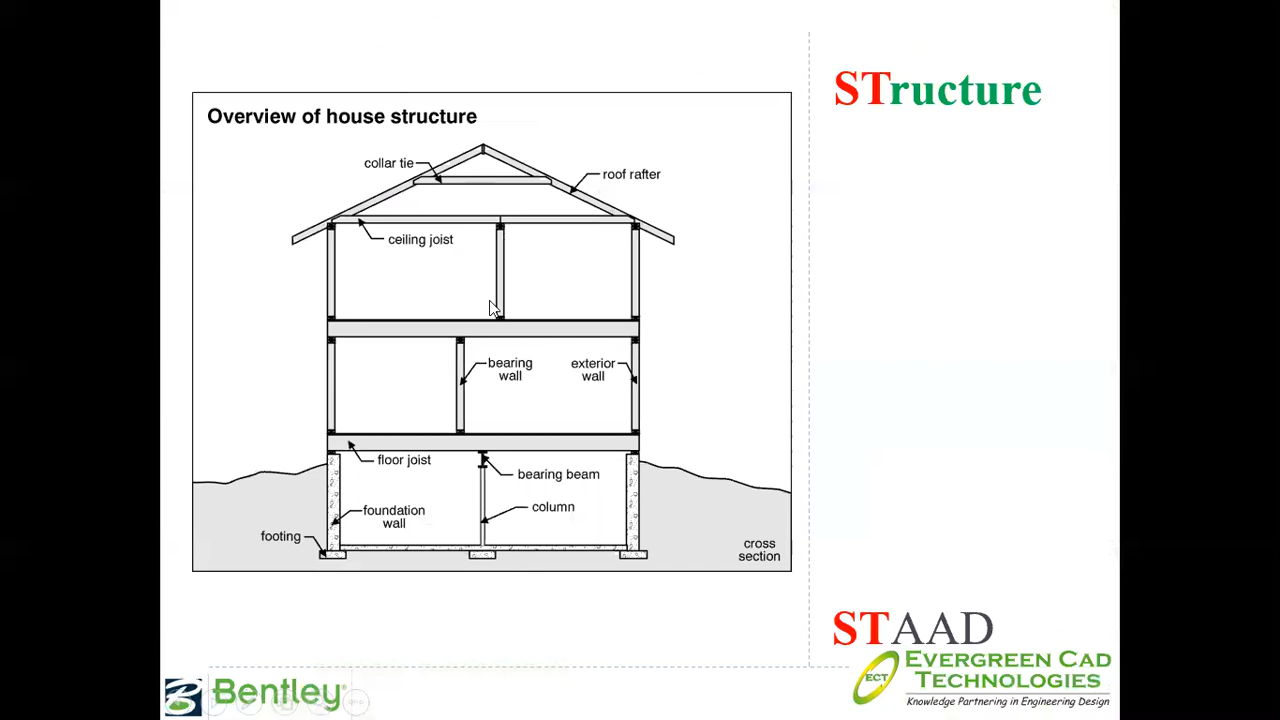 STructure
Overview of house structure
collar tie
roof rafter
ceiling joist
bearing
wall
exterior
wall
floor joist
bearing beam
foundation
wall
column
footing
cross
section
STAAD
EVERGREEN CAD
TECHNOLOGIES
ECT
Knowledge Partnering in Engineering Design
B
Bentley